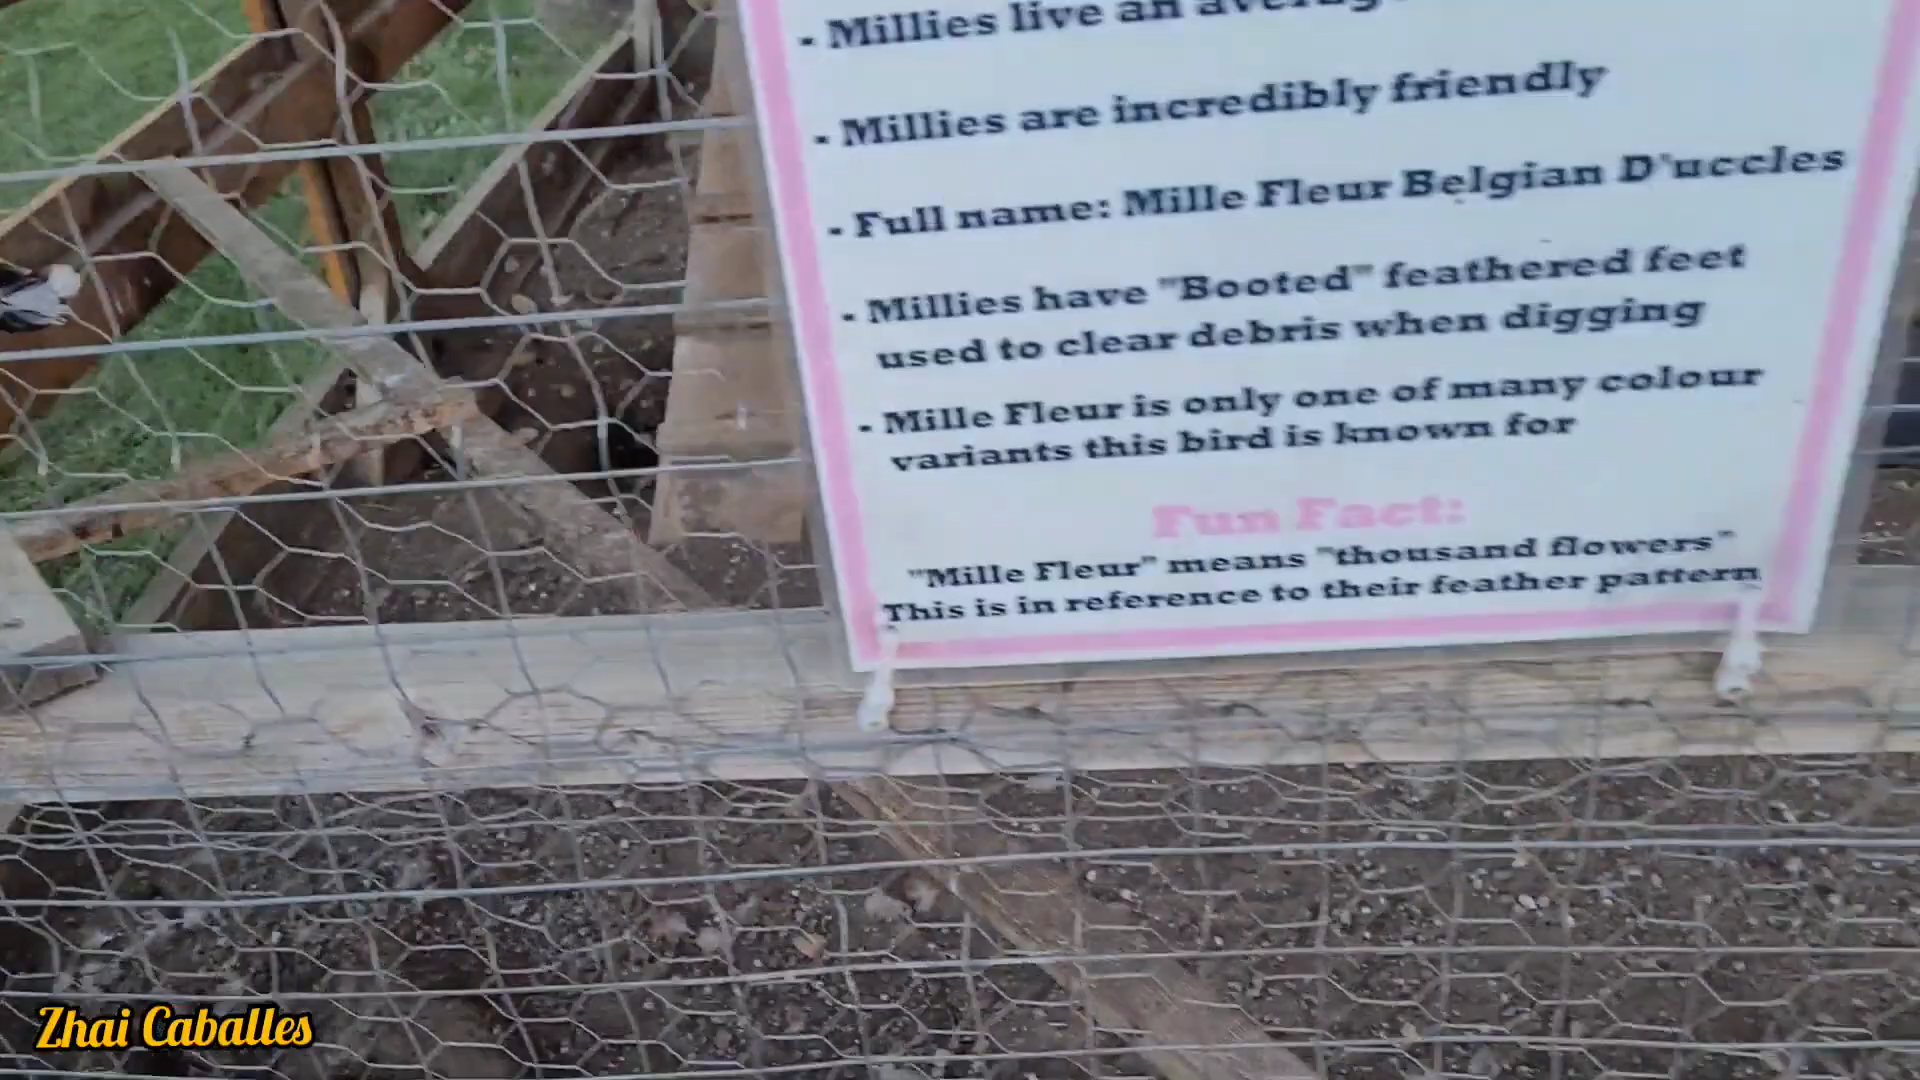 - Millies live an average
- Millies are incredibly friendly
- Full name: Mille Fleur Belgian D'uccles
- Millies have "Booted" feathered feet
used to clear debris when digging
- Mille Fleur is only one of many colour
variants this bird is known for
Fun Fact:
"Mille Fleur" means "thousand flowers"
This is in reference to their feather pattern
Zhai Caballes